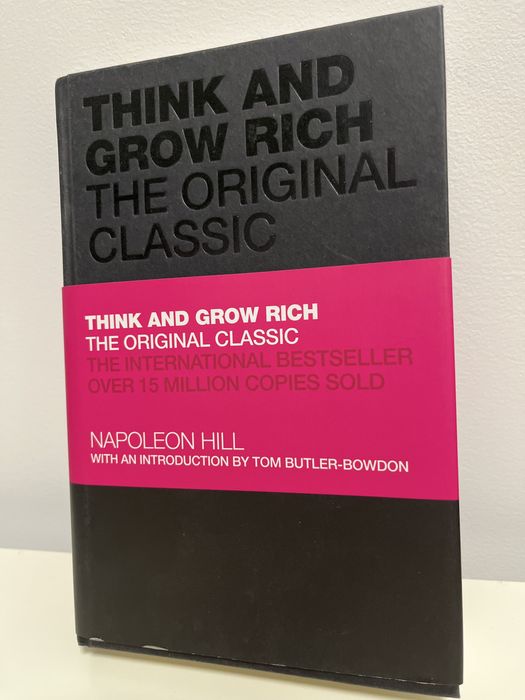 THINK AND
GROW RICH
THE ORIGINAL
CLASSIC
THINK AND GROW RICH
THE ORIGINAL CLASSIC
THE INTERNATIONAL BESTSELLER
OVER 15 MILLION COPIES SOLD
NAPOLEON HILL
WITH AN INTRODUCTION BY TOM BUTLER-BOWDON